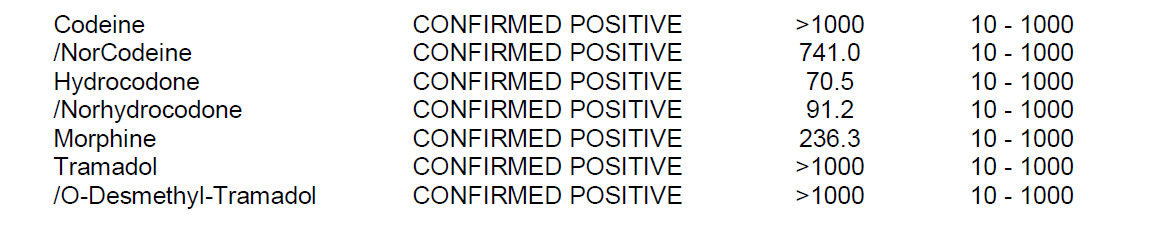 Codeine CONFIRMED POSITIVE >1000 10 - 1000
/NorCodeine CONFIRMED POSITIVE 741.0 10 - 1000
Hydrocodone CONFIRMED POSITIVE 70.5 10 - 1000
/Norhydrocodone CONFIRMED POSITIVE 91.2 10 - 1000
Morphine CONFIRMED POSITIVE 236.3 10 - 1000
Tramadol CONFIRMED POSITIVE >1000 10 - 1000
/O-Desmethyl-Tramadol CONFIRMED POSITIVE >1000 10 - 1000